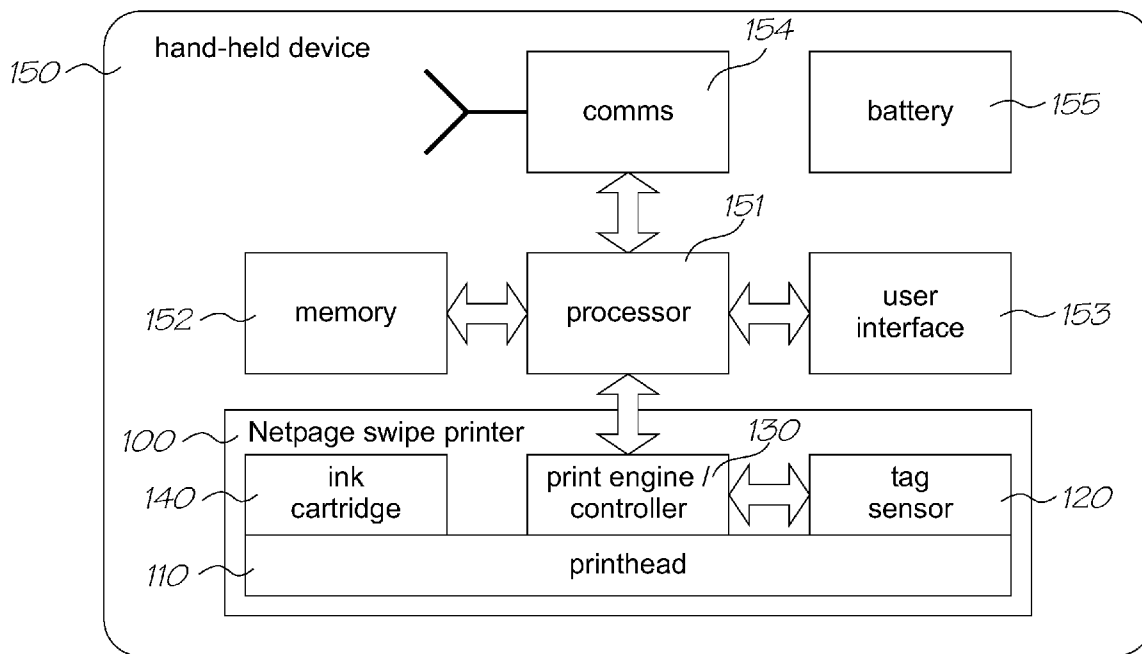 154
hand-held device
150
comms
battery
155
151
memory
processor
user
interface
152
153
100
Netpage swipe printer
130
140
ink
cartridge
print engine /
controller
tag
sensor
120
110
printhead